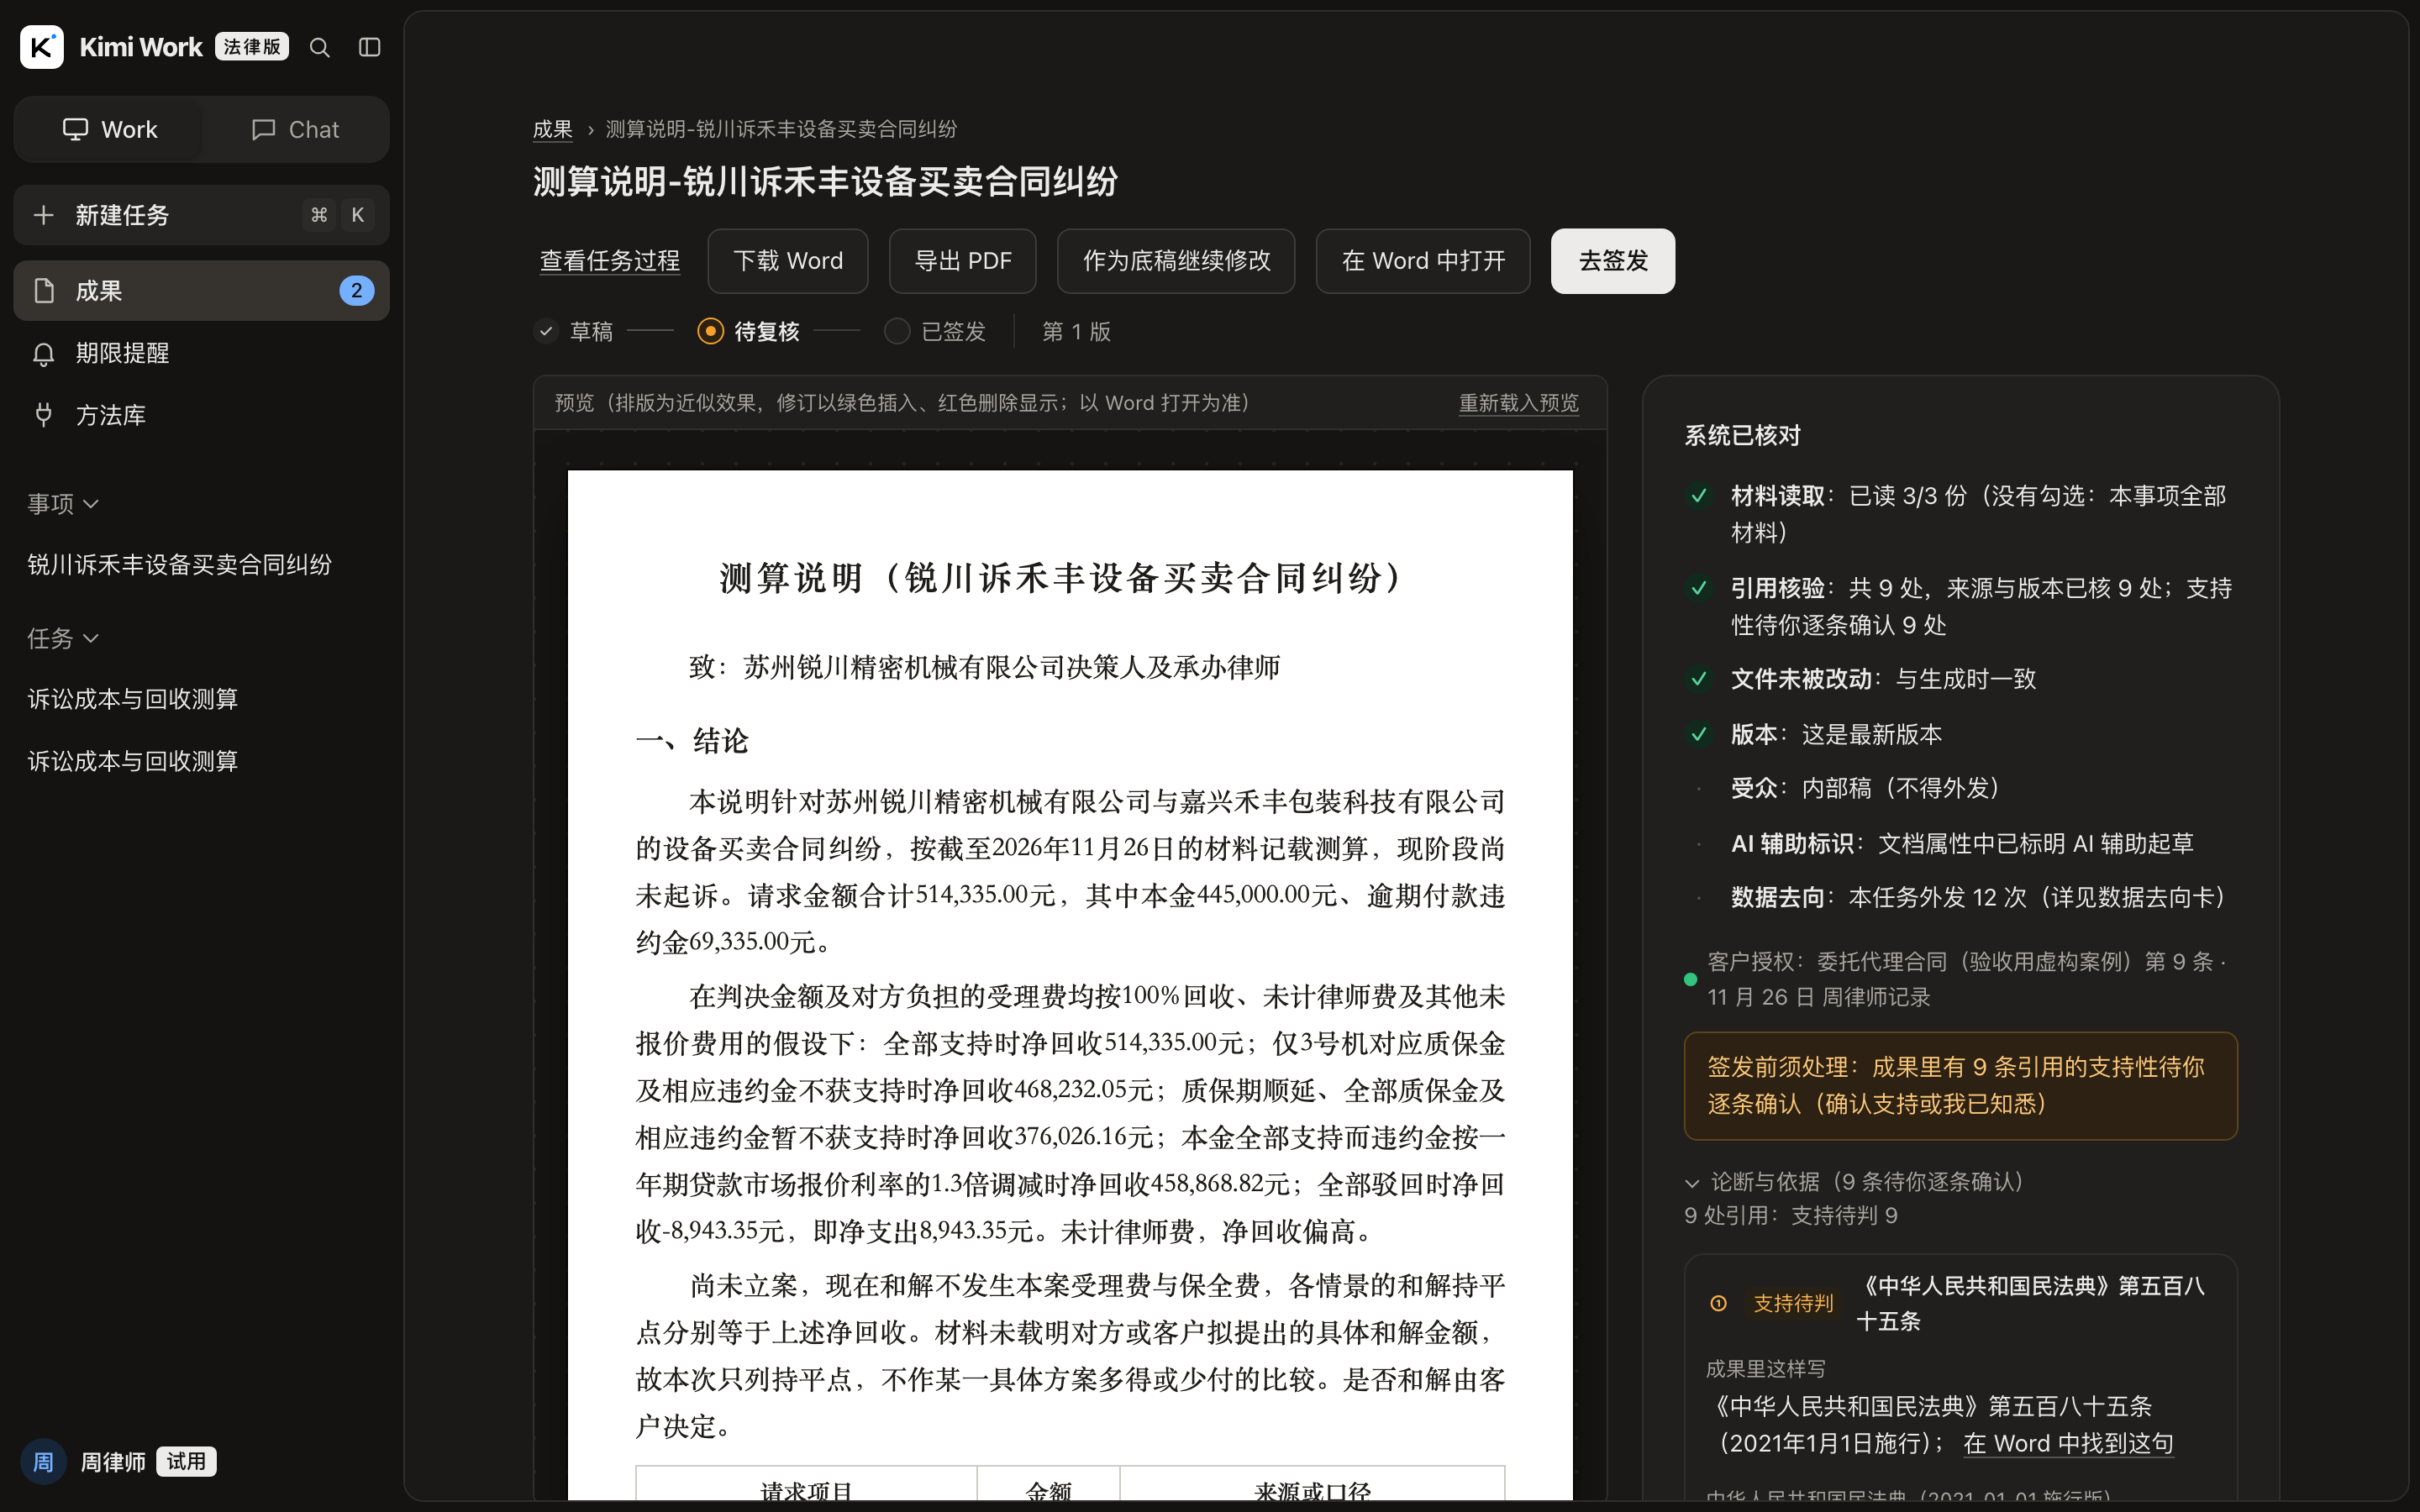 Kimi Work 法律版
Work
Chat
新建任务 ⌘ K
成果 2
期限提醒
方法库
事项
锐川诉禾丰设备买卖合同纠纷
任务
诉讼成本与回收测算
诉讼成本与回收测算
周 周律师 试用
成果 › 测算说明-锐川诉禾丰设备买卖合同纠纷
测算说明-锐川诉禾丰设备买卖合同纠纷
查看任务过程 下载 Word 导出 PDF 作为底稿继续修改 在 Word 中打开 去签发
草稿 待复核 已签发 第 1 版
预览（排版为近似效果，修订以绿色插入、红色删除显示；以 Word 打开为准） 重新载入预览
测算说明（锐川诉禾丰设备买卖合同纠纷）
致：苏州锐川精密机械有限公司决策人及承办律师
一、结论
本说明针对苏州锐川精密机械有限公司与嘉兴禾丰包装科技有限公司
的设备买卖合同纠纷，按截至2026年11月26日的材料记载测算，现阶段尚
未起诉。请求金额合计514,335.00元，其中本金445,000.00元、逾期付款违
约金69,335.00元。
在判决金额及对方负担的受理费均按100%回收、未计律师费及其他未
报价费用的假设下：全部支持时净回收514,335.00元；仅3号机对应质保金
及相应违约金不获支持时净回收468,232.05元；质保期顺延、全部质保金及
相应违约金暂不获支持时净回收376,026.16元；本金全部支持而违约金按一
年期贷款市场报价利率的1.3倍调减时净回收458,868.82元；全部驳回时净回
收-8,943.35元，即净支出8,943.35元。未计律师费，净回收偏高。
尚未立案，现在和解不发生本案受理费与保全费，各情景的和解持平
点分别等于上述净回收。材料未载明对方或客户拟提出的具体和解金额，
故本次只列持平点，不作某一具体方案多得或少付的比较。是否和解由客
户决定。
请求项目 金额 来源或口径
系统已核对
材料读取：已读 3/3 份（没有勾选：本事项全部
材料）
引用核验：共 9 处，来源与版本已核 9 处；支持
性待你逐条确认 9 处
文件未被改动：与生成时一致
版本：这是最新版本
受众：内部稿（不得外发）
AI 辅助标识：文档属性中已标明 AI 辅助起草
数据去向：本任务外发 12 次（详见数据去向卡）
客户授权：委托代理合同（验收用虚构案例）第 9 条 ·
11 月 26 日 周律师记录
签发前须处理：成果里有 9 条引用的支持性待你
逐条确认（确认支持或我已知悉）
论断与依据（9 条待你逐条确认）
9 处引用：支持待判 9
① 支持待判 《中华人民共和国民法典》第五百八
十五条
成果里这样写
《中华人民共和国民法典》第五百八十五条
（2021年1月1日施行）； 在 Word 中找到这句
中华人民共和国民法典（2021-01-01 施行版）